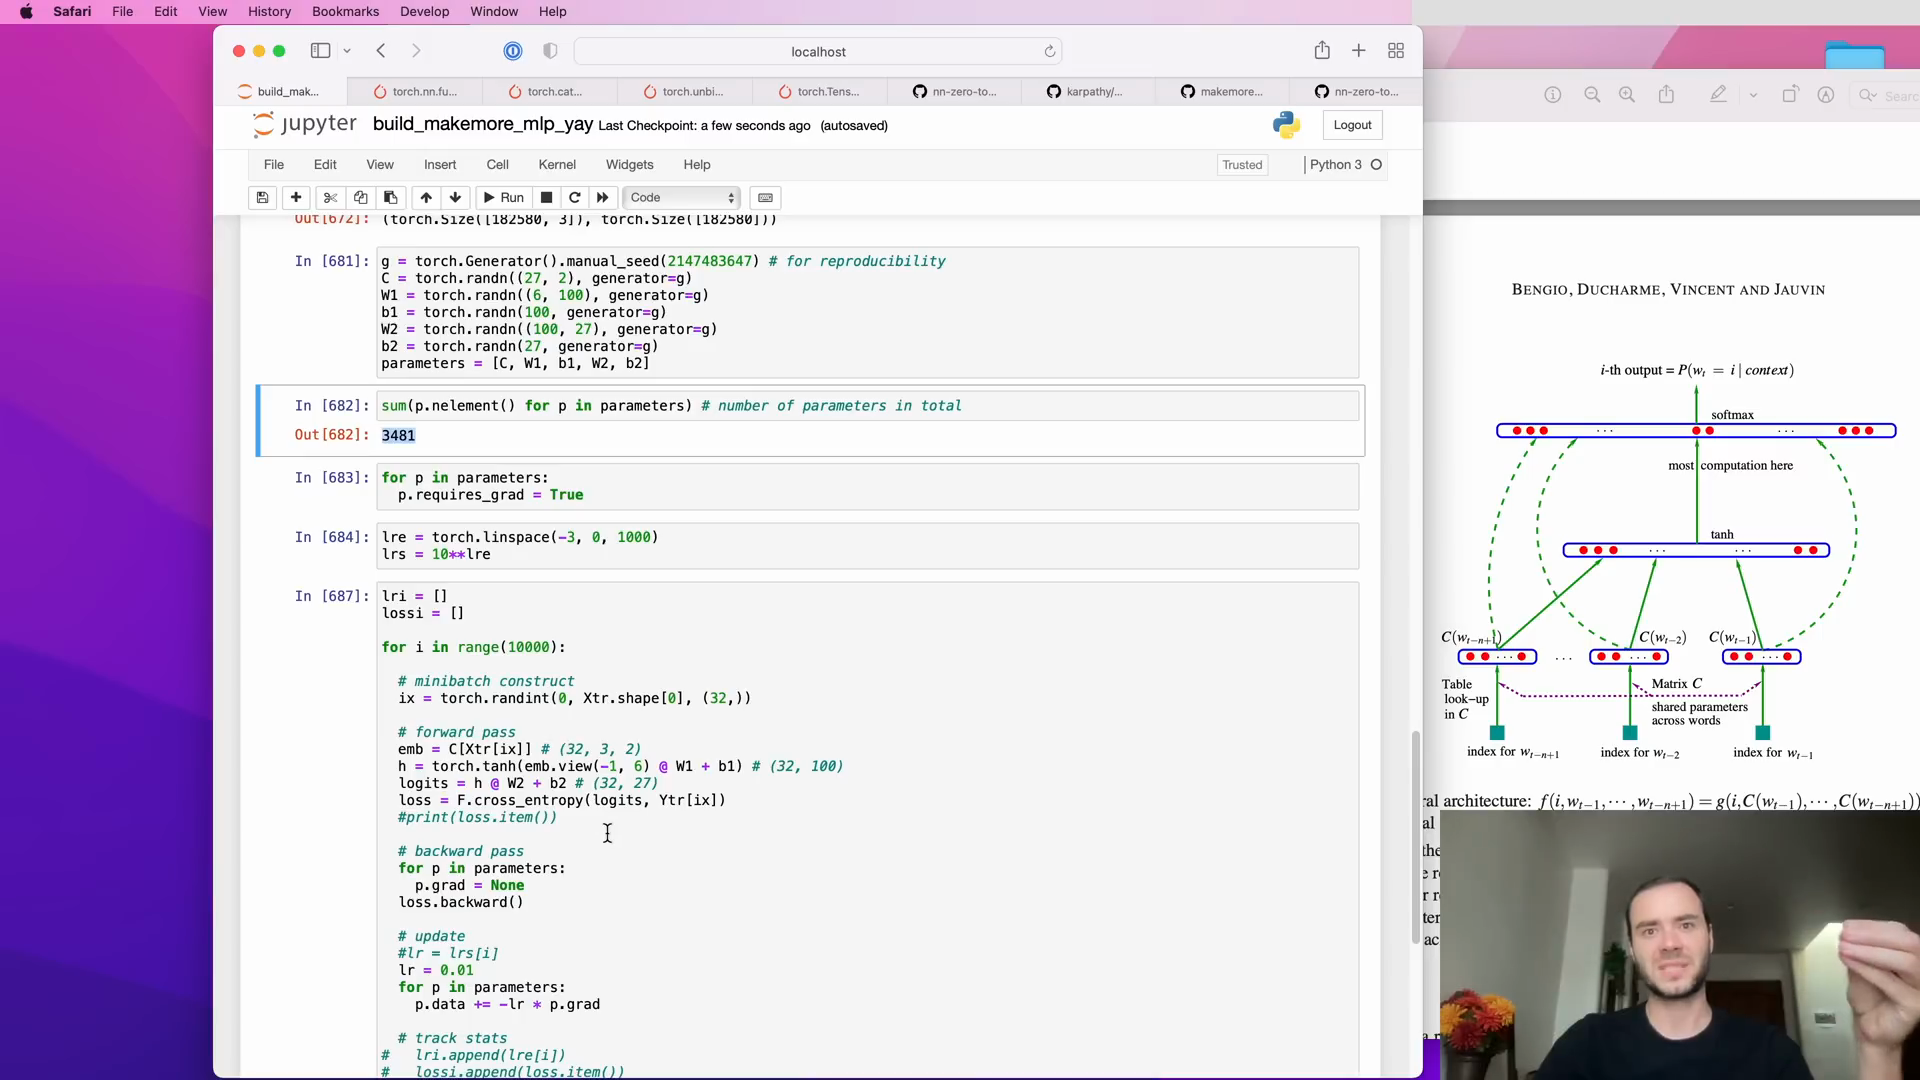 Safari File Edit View History Bookmarks Develop Window Help
localhost
build_mak... torch.nn.fu... torch.cat... torch.unbi... torch.Tens... nn-zero-to... karpathy/... makemore... nn-zero-to...
Search
jupyter build_makemore_mlp_yay Last Checkpoint: a few seconds ago (autosaved) Logout
File Edit View Insert Cell Kernel Widgets Help Trusted Python 3
Run Code
Out[672]: (torch.Size([182580, 3]), torch.Size([182580]))
In [681]: g = torch.Generator().manual_seed(2147483647) # for reproducibility
C = torch.randn((27, 2), generator=g)
W1 = torch.randn((6, 100), generator=g)
b1 = torch.randn(100, generator=g)
W2 = torch.randn((100, 27), generator=g)
b2 = torch.randn(27, generator=g)
parameters = [C, W1, b1, W2, b2]
In [682]: sum(p.nelement() for p in parameters) # number of parameters in total
Out[682]: 3481
In [683]: for p in parameters:
p.requires_grad = True
In [684]: lre = torch.linspace(-3, 0, 1000)
lrs = 10**lre
In [687]: lri = []
lossi = []
for i in range(10000):
# minibatch construct
ix = torch.randint(0, Xtr.shape[0], (32,))
# forward pass
emb = C[Xtr[ix]] # (32, 3, 2)
h = torch.tanh(emb.view(-1, 6) @ W1 + b1) # (32, 100)
logits = h @ W2 + b2 # (32, 27)
loss = F.cross_entropy(logits, Ytr[ix])
#print(loss.item())
# backward pass
for p in parameters:
p.grad = None
loss.backward()
# update
#lr = lrs[i]
lr = 0.01
for p in parameters:
p.data += -lr * p.grad
# track stats
# lri.append(lre[i])
# lossi.append(loss.item())
BENGIO, DUCHARME, VINCENT AND JAUVIN
i-th output = P(w_t = i | context)
softmax
... ... 
most computation here
tanh
... ...
C(w_{t−n+1}) C(w_{t−2}) C(w_{t−1})
... ... ... ...
Table
look−up
in C
Matrix C
shared parameters
across words
index for w_{t−n+1} index for w_{t−2} index for w_{t−1}
ral architecture: f(i,w_{t−1},⋯,w_{t−n+1}) = g(i,C(w_{t−1}),⋯,C(w_{t−n+1}))
al
the
e r
r r
ter
ac